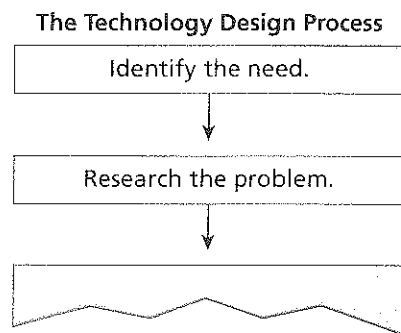 The Technology Design Process
Identify the need.
Research the problem.